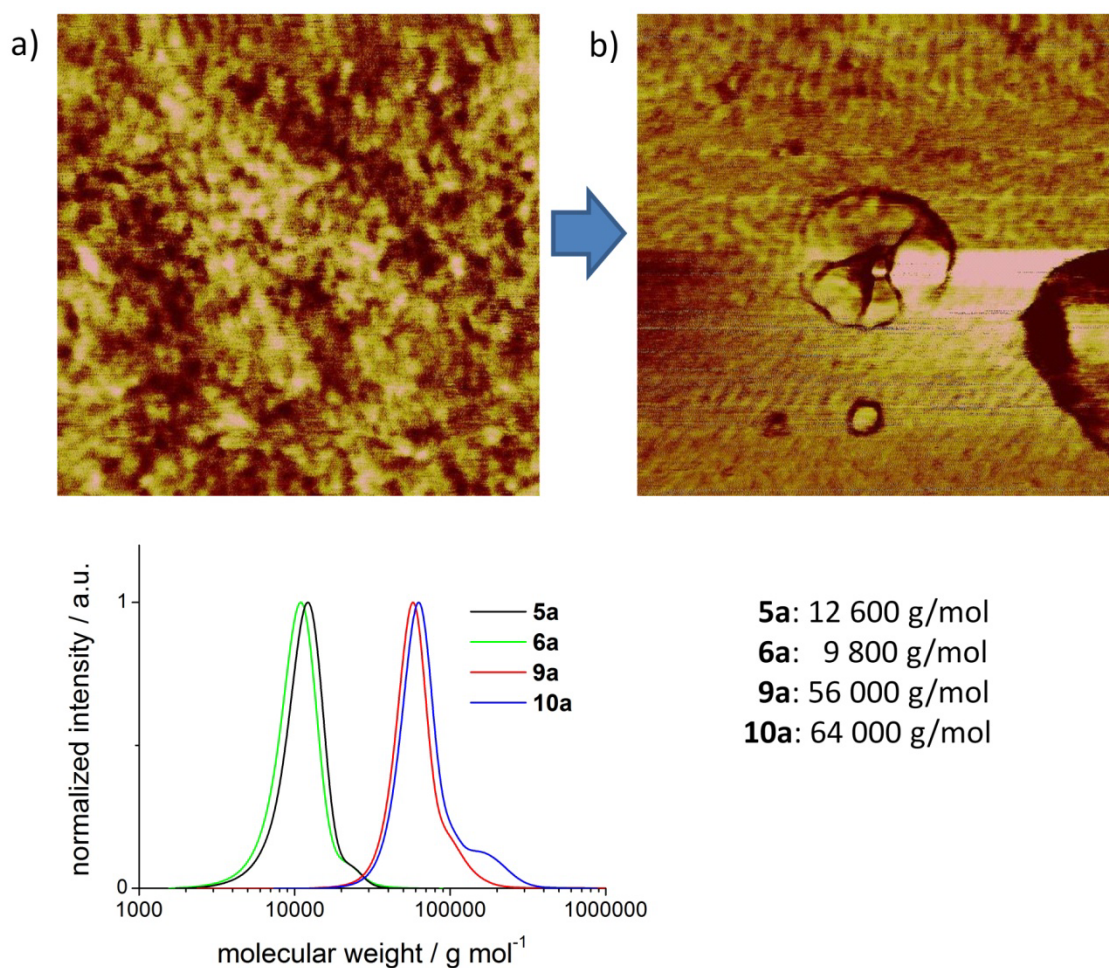 a)
b)
normalized intensity / a.u.
1
0
5a
6a
9a
10a
1000
10000
100000
1000000
molecular weight / g mol⁻¹
5a: 12 600 g/mol
6a: 9 800 g/mol
9a: 56 000 g/mol
10a: 64 000 g/mol